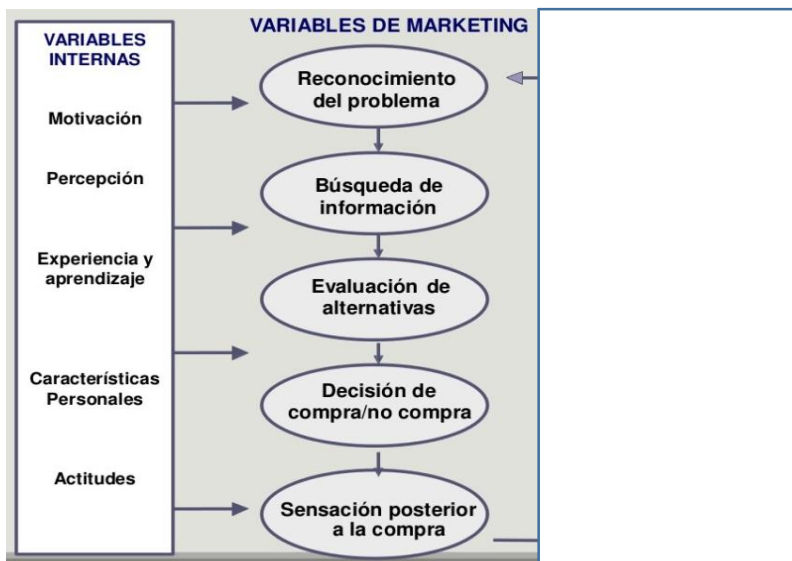 VARIABLES
INTERNAS
Motivación
Percepción
Experiencia y
aprendizaje
Características
Personales
Actitudes
VARIABLES DE MARKETING
Reconocimiento
del problema
Búsqueda de
información
Evaluación de
alternativas
Decisión de
compra/no compra
Sensación posterior
a la compra